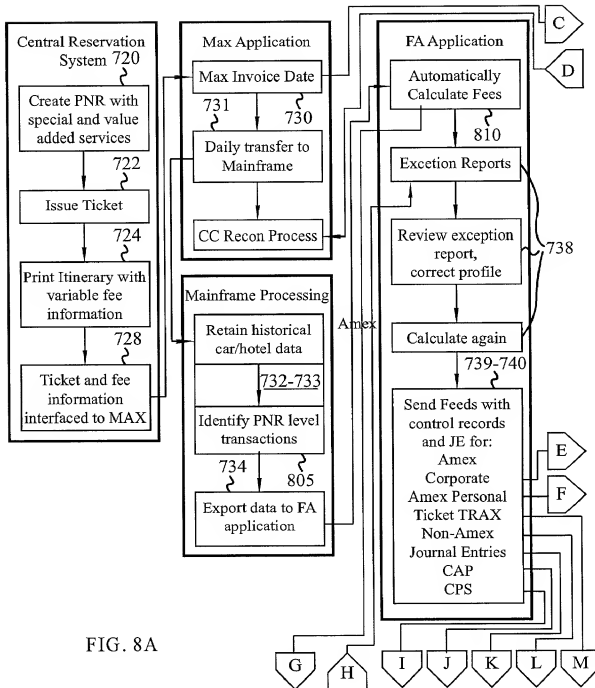 Central Reservation
System 720
Create PNR with
special and value
added services
722
Issue Ticket
724
Print Itinerary with
variable fee
information
728
Ticket and fee
information
interfaced to MAX
Max Application
Max Invoice Date
731
730
Daily transfer to
Mainframe
CC Recon Process
Mainframe Processing
Retain historical
car/hotel data
732-733
Identify PNR level
transactions
734
805
Export data to FA
application
Amex
FA Application
Automatically
Calculate Fees
810
Excetion Reports
Review exception
report,
correct profile
738
Calculate again
739-740
Send Feeds with
control records
and JE for:
Amex
Corporate
Amex Personal
Ticket TRAX
Non-Amex
Journal Entries
CAP
CPS
C
D
E
F
G
H
I
J
K
L
M
FIG. 8A